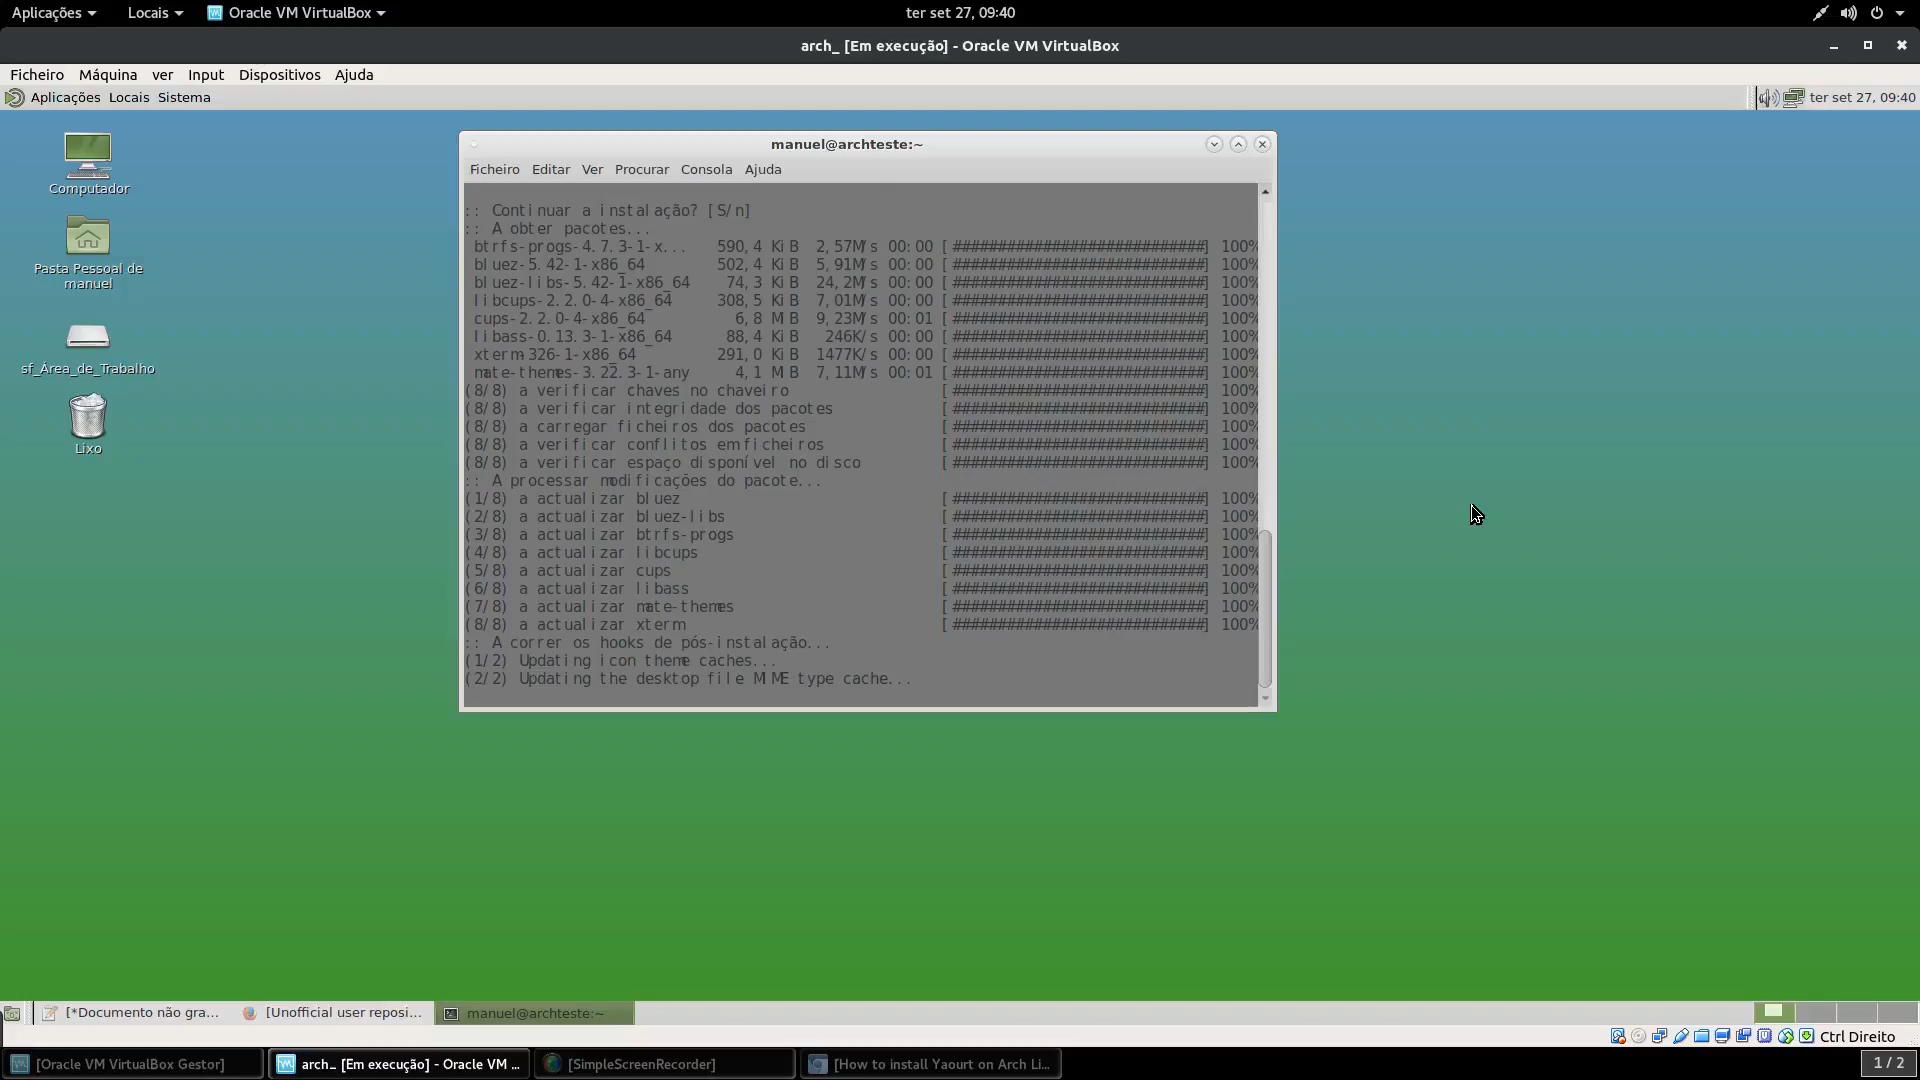 Aplicações Locais Oracle VM VirtualBox ter set 27, 09:40
arch_ [Em execução] - Oracle VM VirtualBox
Ficheiro Máquina ver Input Dispositivos Ajuda
Aplicações Locais Sistema ter set 27, 09:40
Computador
Pasta Pessoal de
manuel
sf_Área_de_Trabalho
Lixo
manuel@archteste:~
Ficheiro Editar Ver Procurar Consola Ajuda
:: Continuar a instalação? [S/n]
:: A obter pacotes...
btrfs-progs-4.7.3-1-x... 590,4 KiB 2,57M/s 00:00 [############################] 100%
bluez-5.42-1-x86_64 502,4 KiB 5,91M/s 00:00 [############################] 100%
bluez-libs-5.42-1-x86_64 74,3 KiB 24,2M/s 00:00 [############################] 100%
libcups-2.2.0-4-x86_64 308,5 KiB 7,01M/s 00:00 [############################] 100%
cups-2.2.0-4-x86_64 6,8 MiB 9,23M/s 00:01 [############################] 100%
libass-0.13.3-1-x86_64 88,4 KiB 246K/s 00:00 [############################] 100%
xterm-326-1-x86_64 291,0 KiB 1477K/s 00:00 [############################] 100%
mate-themes-3.22.3-1-any 4,1 MiB 7,11M/s 00:01 [############################] 100%
(8/8) a verificar chaves no chaveiro [############################] 100%
(8/8) a verificar integridade dos pacotes [############################] 100%
(8/8) a carregar ficheiros dos pacotes [############################] 100%
(8/8) a verificar conflitos em ficheiros [############################] 100%
(8/8) a verificar espaço disponível no disco [############################] 100%
:: A processar modificações do pacote...
(1/8) a actualizar bluez [############################] 100%
(2/8) a actualizar bluez-libs [############################] 100%
(3/8) a actualizar btrfs-progs [############################] 100%
(4/8) a actualizar libcups [############################] 100%
(5/8) a actualizar cups [############################] 100%
(6/8) a actualizar libass [############################] 100%
(7/8) a actualizar mate-themes [############################] 100%
(8/8) a actualizar xterm [############################] 100%
:: A correr os hooks de pós-instalação...
(1/2) Updating icon theme caches...
(2/2) Updating the desktop file MIME type cache...
[*Documento não gra... [Unofficial user reposi... manuel@archteste:~
Ctrl Direito
[Oracle VM VirtualBox Gestor] arch_ [Em execução] - Oracle VM ... [SimpleScreenRecorder] [How to install Yaourt on Arch Li... 1 / 2